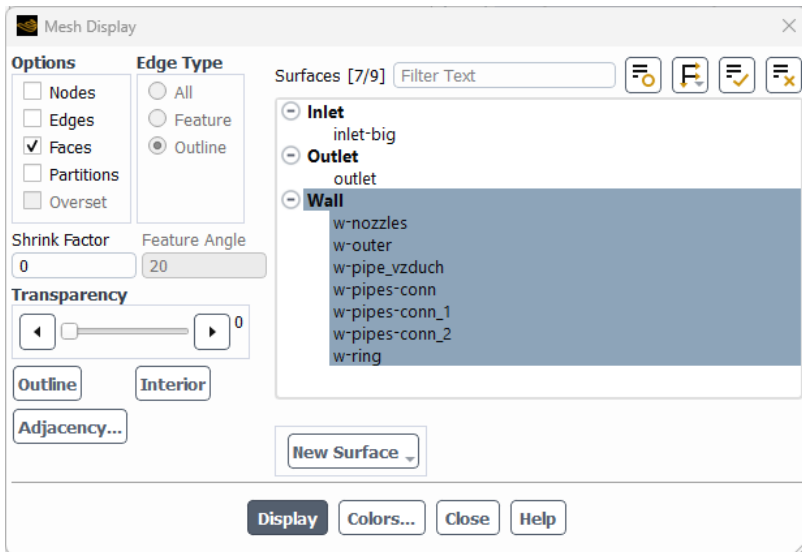 Mesh Display
Options
Nodes
Edges
Faces
Partitions
Overset
Edge Type
All
Feature
Outline
Shrink Factor
0
Feature Angle
20
Transparency
0
Outline
Interior
Adjacency...
Surfaces [7/9] Filter Text
Inlet
inlet-big
Outlet
outlet
Wall
w-nozzles
w-outer
w-pipe_vzduch
w-pipes-conn
w-pipes-conn_1
w-pipes-conn_2
w-ring
New Surface
Display Colors... Close Help